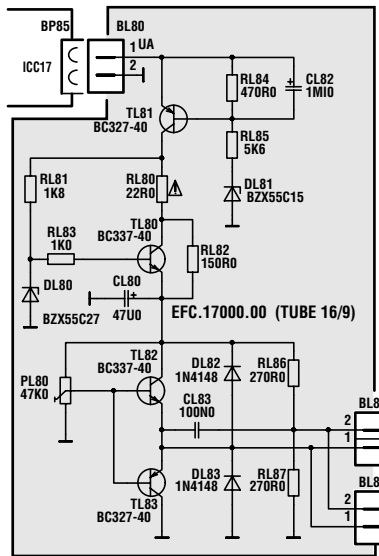 BP85
BL80
1 UA
2
ICC17
RL84
470R0
CL82
1MI0
TL81
BC327-40
RL85
5K6
RL81
1K8
RL80
22R0
DL81
BZX55C15
RL83
1K0
TL80
BC337-40
RL82
150R0
DL80
CL80
BZX55C27
47U0
EFC.17000.00 (TUBE 16/9)
TL82
BC337-40
DL82
1N4148
RL86
270R0
PL80
47K0
CL83
100N0
BL8
2
1
DL83
1N4148
RL87
270R0
BL8
TL83
BC327-40
2
1